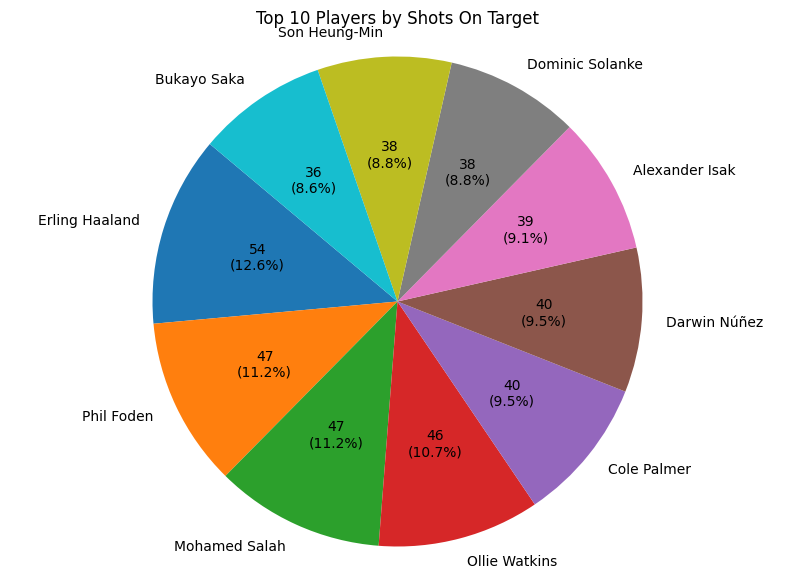 Top 10 Players by Shots On Target
Son Heung-Min
Dominic Solanke
Bukayo Saka
38
(8.8%)
38
(8.8%)
Alexander Isak
36
(8.6%)
Erling Haaland
39
(9.1%)
54
(12.6%)
40
(9.5%)
Darwin Núñez
47
(11.2%)
40
(9.5%)
Phil Foden
47
(11.2%)
46
(10.7%)
Cole Palmer
Mohamed Salah
Ollie Watkins